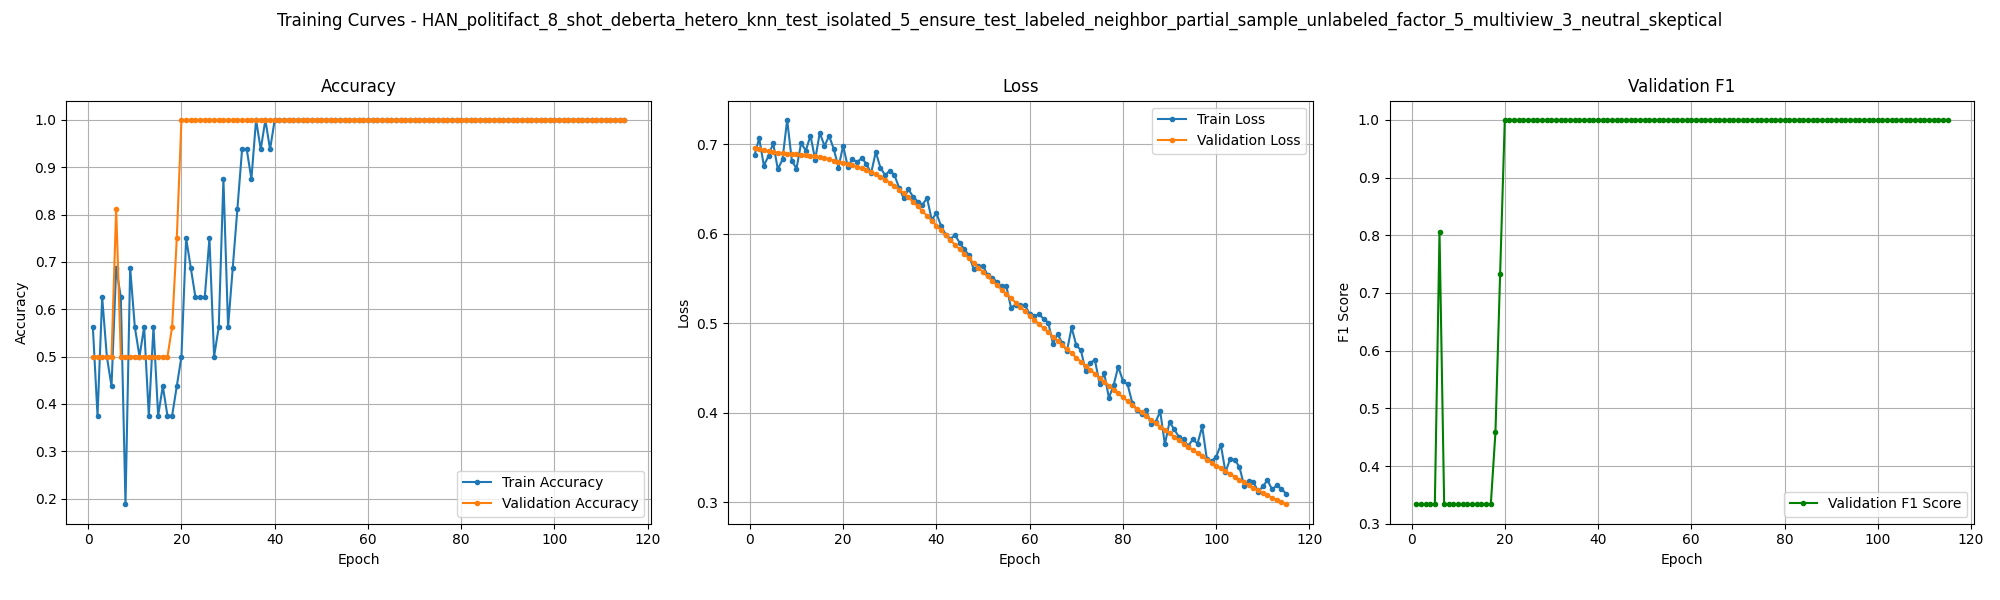 Training Curves - HAN_politifact_8_shot_deberta_hetero_knn_test_isolated_5_ensure_test_labeled_neighbor_partial_sample_unlabeled_factor_5_multiview_3_neutral_skeptical
Accuracy
Accuracy
1.0
0.9
0.8
0.7
0.6
0.5
0.4
0.3
0.2
Train Accuracy
Validation Accuracy
0 20 40 60 80 100 120
Epoch
Loss
Loss
0.7
0.6
0.5
0.4
0.3
Train Loss
Validation Loss
0 20 40 60 80 100 120
Epoch
Validation F1
F1 Score
1.0
0.9
0.8
0.7
0.6
0.5
0.4
0.3
Validation F1 Score
0 20 40 60 80 100 120
Epoch